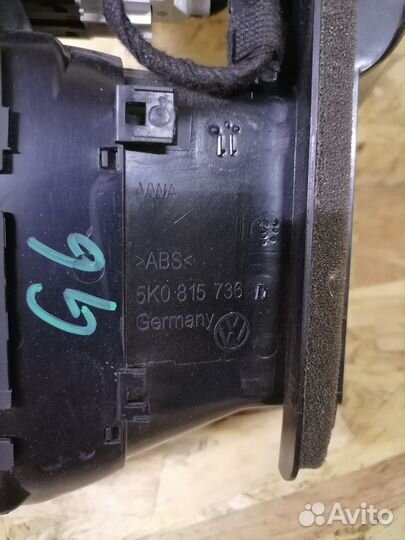 VWA
>ABS<
5K0 815 736 D
Germany
G6
Avito